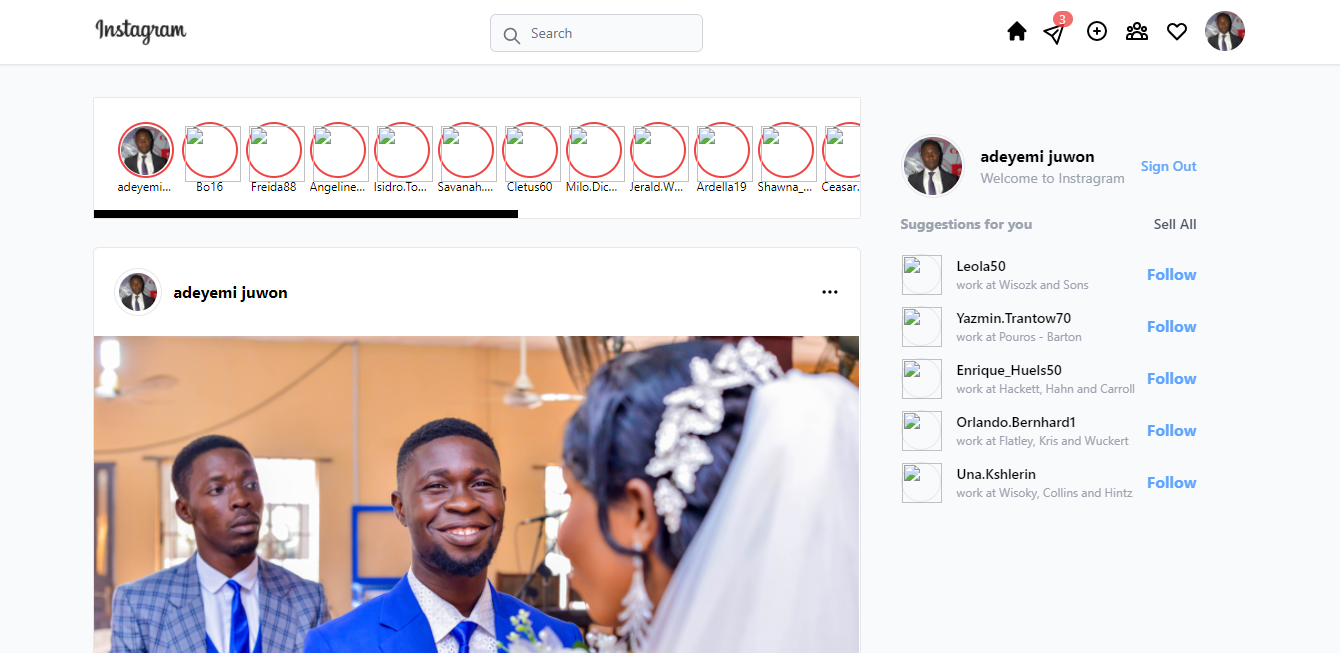 Instagram
Search
3
adeyemi...
Bo16
Freida88
Angeline...
Isidro.To...
Savanah....
Cletus60
Milo.Dic...
Jerald.W...
Ardella19
Shawna_...
Ceasar.
adeyemi juwon
Welcome to Instragram
Sign Out
Suggestions for you
Sell All
Leola50
work at Wisozk and Sons
Follow
Yazmin.Trantow70
work at Pouros - Barton
Follow
Enrique_Huels50
work at Hackett, Hahn and Carroll
Follow
Orlando.Bernhard1
work at Flatley, Kris and Wuckert
Follow
Una.Kshlerin
work at Wisoky, Collins and Hintz
Follow
adeyemi juwon